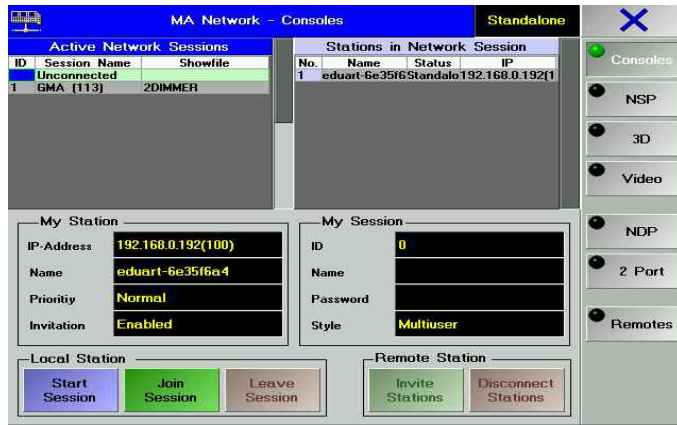 MA Network - Consoles
Standalone
Active Network Sessions
ID Session Name Showfile
Unconnected
1 GMA (113) 2DIMMER
Stations in Network Session
No. Name Status IP
1 eduart-6e35f6 Standalo 192.168.0.192(1
Consoles
NSP
3D
Video
NDP
2 Port
Remotes
My Station
IP-Address 192.168.0.192(100)
Name eduart-6e35f6a4
Prioritiy Normal
Invitation Enabled
My Session
ID 0
Name
Password
Style Multiuser
Local Station
Start Session
Join Session
Leave Session
Remote Station
Invite Stations
Disconnect Stations